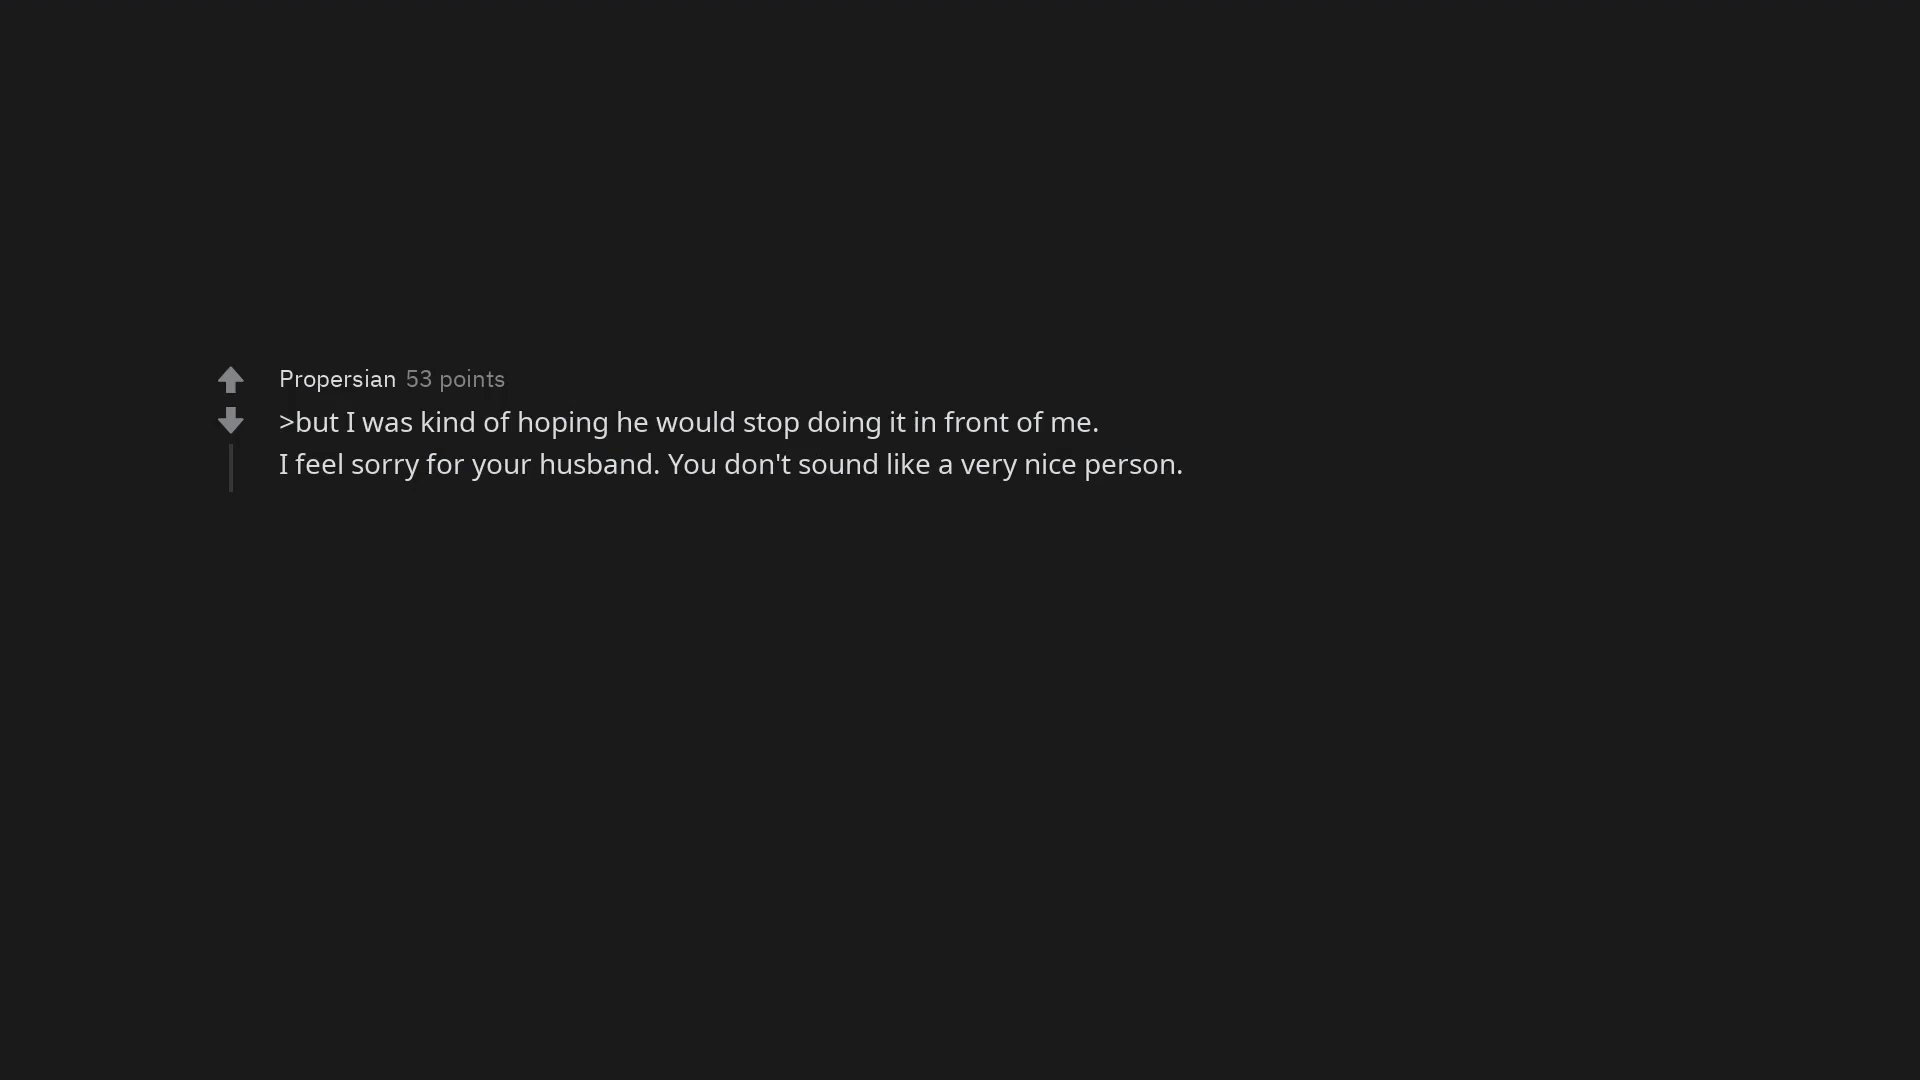 Propersian 53 points
>but I was kind of hoping he would stop doing it in front of me.
I feel sorry for your husband. You don't sound like a very nice person.